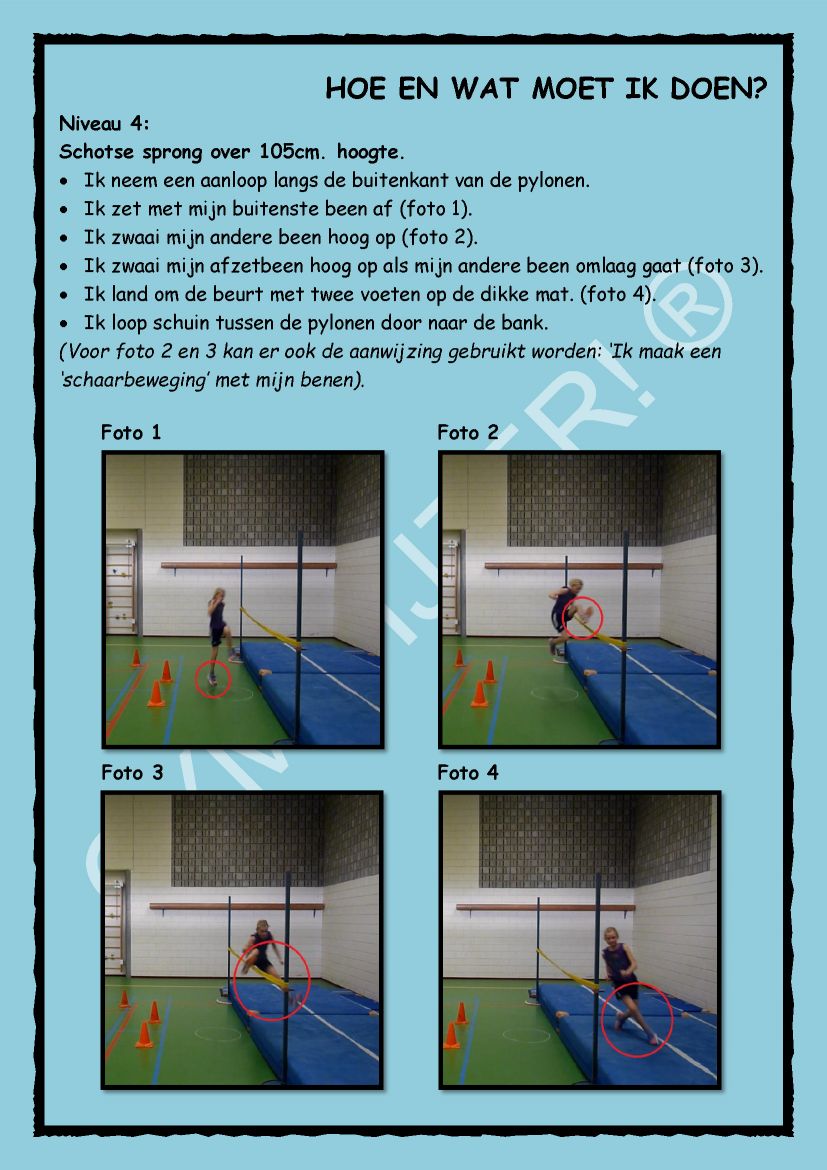 HOE EN WAT MOET IK DOEN?
Niveau 4:
Schotse sprong over 105cm. hoogte.
• Ik neem een aanloop langs de buitenkant van de pylonen.
• Ik zet met mijn buitenste been af (foto 1).
• Ik zwaai mijn andere been hoog op (foto 2).
• Ik zwaai mijn afzetbeen hoog op als mijn andere been omlaag gaat (foto 3).
• Ik land om de beurt met twee voeten op de dikke mat. (foto 4).
• Ik loop schuin tussen de pylonen door naar de bank.
(Voor foto 2 en 3 kan er ook de aanwijzing gebruikt worden: ‘Ik maak een
‘schaarbeweging’ met mijn benen).
Foto 1
Foto 2
Foto 3
Foto 4